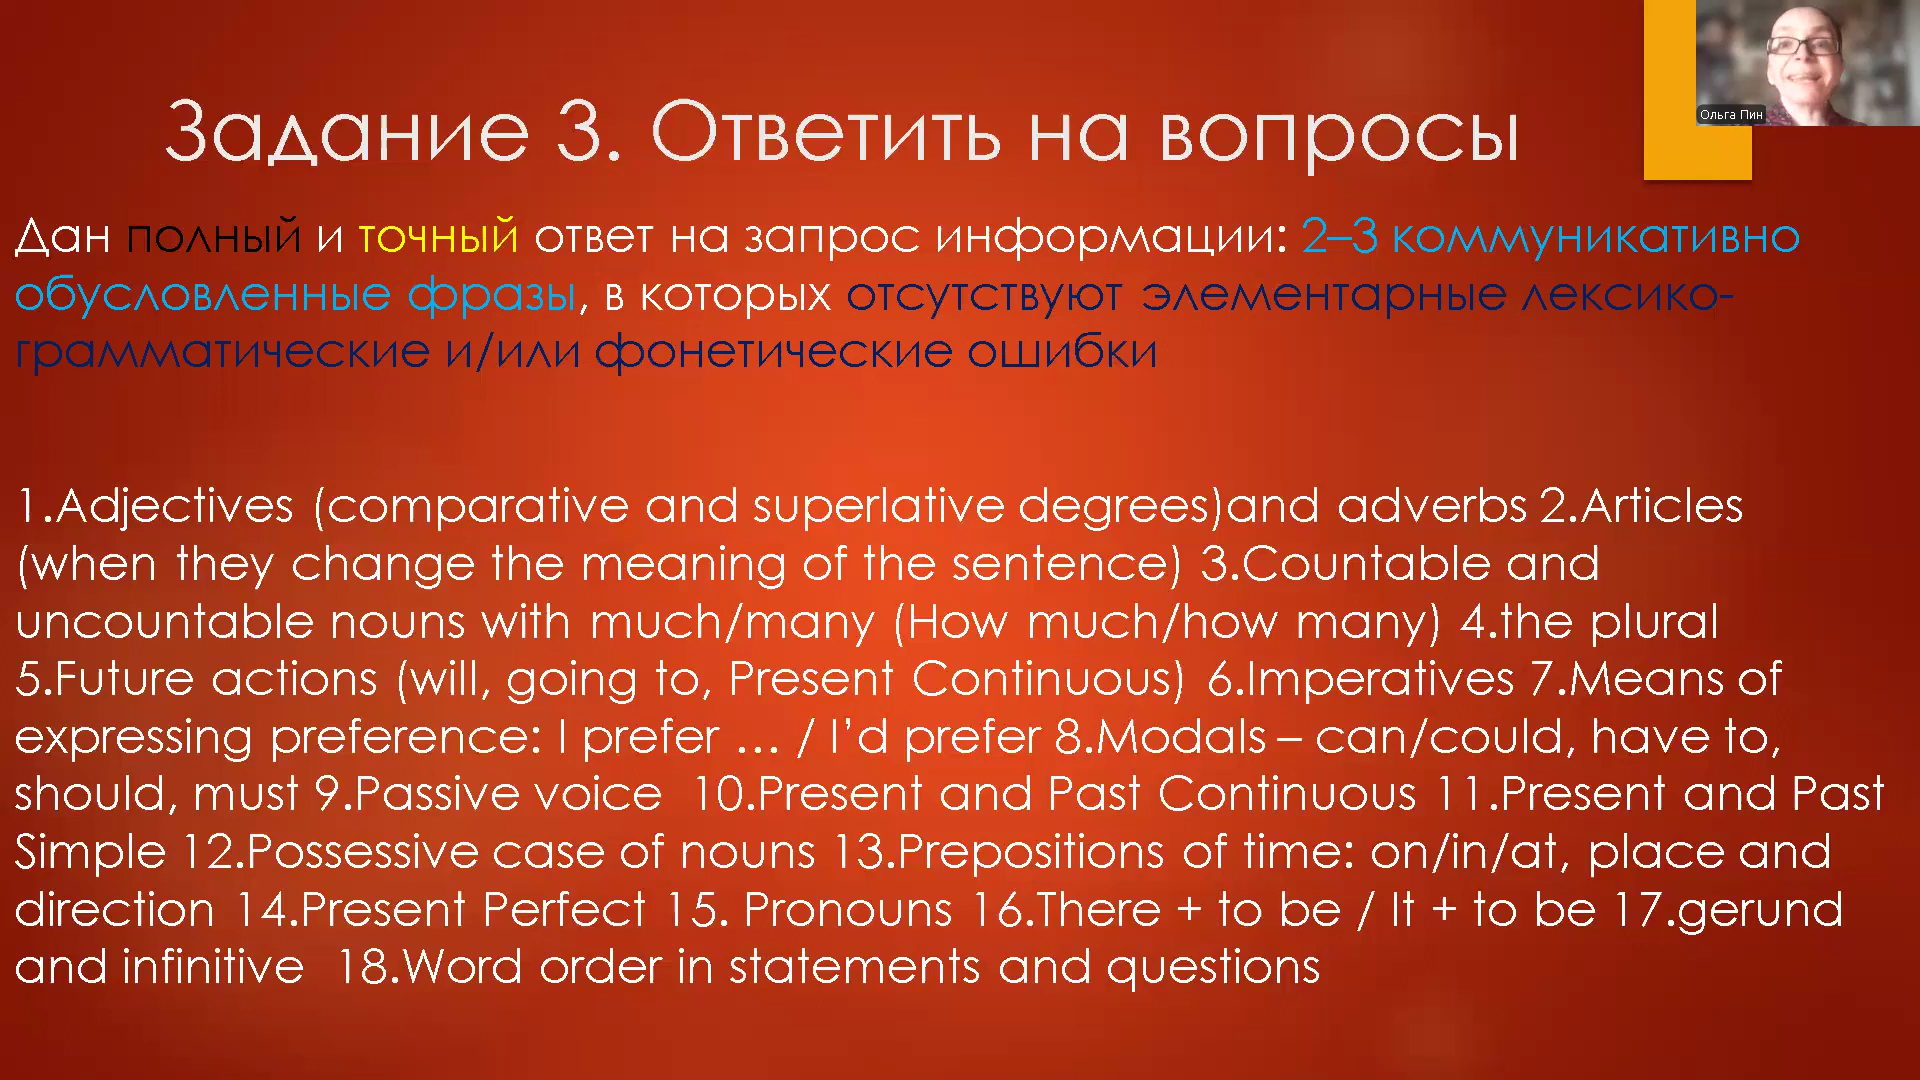 Задание 3. Ответить на вопросы
Ольга Пин
Дан полный и точный ответ на запрос информации: 2–3 коммуникативно
обусловленные фразы, в которых отсутствуют элементарные лексико-
грамматические и/или фонетические ошибки
1.Adjectives (comparative and superlative degrees)and adverbs 2.Articles
(when they change the meaning of the sentence) 3.Countable and
uncountable nouns with much/many (How much/how many) 4.the plural
5.Future actions (will, going to, Present Continuous) 6.Imperatives 7.Means of
expressing preference: I prefer … / I’d prefer 8.Modals – can/could, have to,
should, must 9.Passive voice  10.Present and Past Continuous 11.Present and Past
Simple 12.Possessive case of nouns 13.Prepositions of time: on/in/at, place and
direction 14.Present Perfect 15. Pronouns 16.There + to be / It + to be 17.gerund
and infinitive  18.Word order in statements and questions